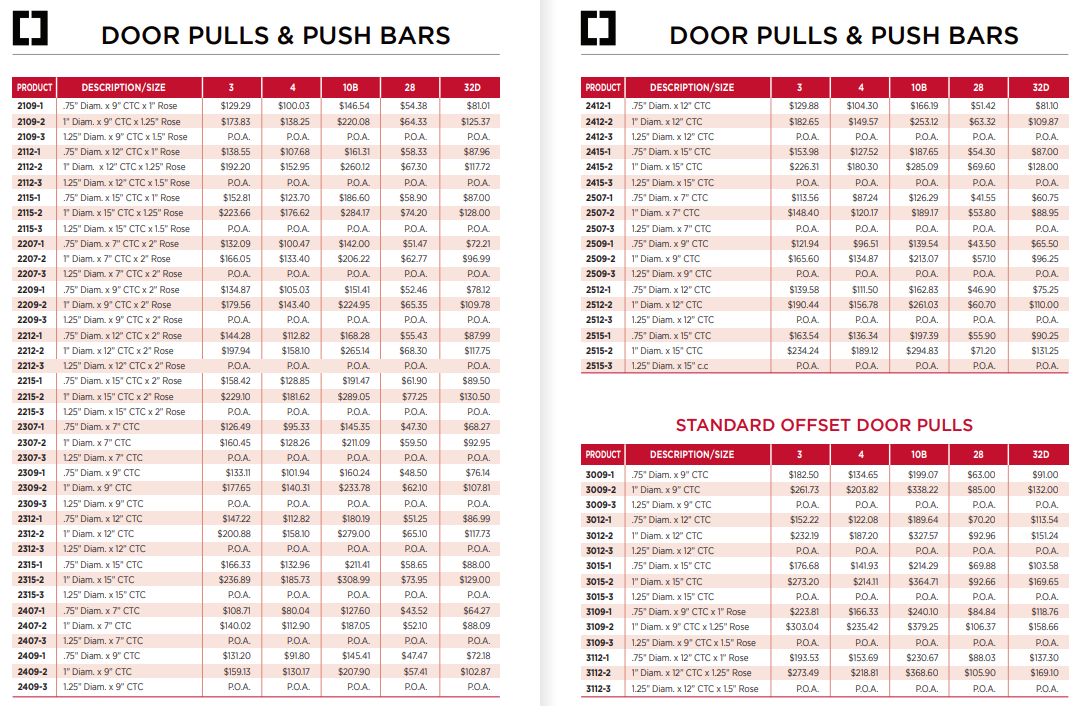 DOOR PULLS & PUSH BARS
PRODUCT DESCRIPTION/SIZE 3 4 10B 28 32D
2109-1 .75" Diam. x 9" CTC x 1" Rose $129.29 $100.03 $146.54 $54.38 $81.01
2109-2 1" Diam. x 9" CTC x 1.25" Rose $173.83 $138.25 $220.08 $64.33 $125.37
2109-3 1.25" Diam. x 9" CTC x 1.5" Rose P.O.A. P.O.A. P.O.A. P.O.A. P.O.A.
2112-1 .75" Diam. x 12" CTC x 1" Rose $138.55 $107.68 $161.31 $58.33 $87.96
2112-2 1" Diam. x 12" CTC x 1.25" Rose $192.20 $152.95 $260.12 $67.30 $117.72
2112-3 1.25" Diam. x 12" CTC x 1.5" Rose P.O.A. P.O.A. P.O.A. P.O.A. P.O.A.
2115-1 .75" Diam. x 15" CTC x 1" Rose $152.81 $123.70 $186.60 $58.90 $87.00
2115-2 1" Diam. x 15" CTC x 1.25" Rose $223.66 $176.62 $284.17 $74.20 $128.00
2115-3 1.25" Diam. x 15" CTC x 1.5" Rose P.O.A. P.O.A. P.O.A. P.O.A. P.O.A.
2207-1 .75" Diam. x 7" CTC x 2" Rose $132.09 $100.47 $142.00 $51.47 $72.21
2207-2 1" Diam. x 7" CTC x 2" Rose $166.05 $133.40 $206.22 $62.77 $96.99
2207-3 1.25" Diam. x 7" CTC x 2" Rose P.O.A. P.O.A. P.O.A. P.O.A. P.O.A.
2209-1 .75" Diam. x 9" CTC x 2" Rose $134.87 $105.03 $151.41 $52.46 $78.12
2209-2 1" Diam. x 9" CTC x 2" Rose $179.56 $143.40 $224.95 $65.35 $109.78
2209-3 1.25" Diam. x 9" CTC x 2" Rose P.O.A. P.O.A. P.O.A. P.O.A. P.O.A.
2212-1 .75" Diam. x 12" CTC x 2" Rose $144.28 $112.82 $168.28 $55.43 $87.99
2212-2 1" Diam. x 12" CTC x 2" Rose $197.94 $158.10 $265.14 $68.30 $117.75
2212-3 1.25" Diam. x 12" CTC x 2" Rose P.O.A. P.O.A. P.O.A. P.O.A. P.O.A.
2215-1 .75" Diam. x 15" CTC x 2" Rose $158.42 $128.85 $191.47 $61.90 $89.50
2215-2 1" Diam. x 15" CTC x 2" Rose $229.10 $181.62 $289.05 $77.25 $130.50
2215-3 1.25" Diam. x 15" CTC x 2" Rose P.O.A. P.O.A. P.O.A. P.O.A. P.O.A.
2307-1 .75" Diam. x 7" CTC $126.49 $95.33 $145.35 $47.30 $68.27
2307-2 1" Diam. x 7" CTC $160.45 $128.26 $211.09 $59.50 $92.95
2307-3 1.25" Diam. x 7" CTC P.O.A. P.O.A. P.O.A. P.O.A. P.O.A.
2309-1 .75" Diam. x 9" CTC $133.11 $101.94 $160.24 $48.50 $76.14
2309-2 1" Diam. x 9" CTC $177.65 $140.31 $233.78 $62.10 $107.81
2309-3 1.25" Diam. x 9" CTC P.O.A. P.O.A. P.O.A. P.O.A. P.O.A.
2312-1 .75" Diam. x 12" CTC $147.22 $112.82 $180.19 $51.25 $86.99
2312-2 1" Diam. x 12" CTC $200.88 $158.10 $279.00 $65.10 $117.73
2312-3 1.25" Diam. x 12" CTC P.O.A. P.O.A. P.O.A. P.O.A. P.O.A.
2315-1 .75" Diam. x 15" CTC $166.33 $132.96 $211.41 $58.65 $88.00
2315-2 1" Diam. x 15" CTC $236.89 $185.73 $308.99 $73.95 $129.00
2315-3 1.25" Diam. x 15" CTC P.O.A. P.O.A. P.O.A. P.O.A. P.O.A.
2407-1 .75" Diam. x 7" CTC $108.71 $80.04 $127.60 $43.52 $64.27
2407-2 1" Diam. x 7" CTC $140.02 $112.90 $187.05 $52.10 $88.09
2407-3 1.25" Diam. x 7" CTC P.O.A. P.O.A. P.O.A. P.O.A. P.O.A.
2409-1 .75" Diam. x 9" CTC $131.20 $91.80 $145.41 $47.47 $72.18
2409-2 1" Diam. x 9" CTC $159.13 $130.17 $207.90 $57.41 $102.87
2409-3 1.25" Diam. x 9" CTC P.O.A. P.O.A. P.O.A. P.O.A. P.O.A.
DOOR PULLS & PUSH BARS
PRODUCT DESCRIPTION/SIZE 3 4 10B 28 32D
2412-1 .75" Diam. x 12" CTC $129.88 $104.30 $166.19 $51.42 $81.10
2412-2 1" Diam. x 12" CTC $182.65 $149.57 $253.12 $63.32 $109.87
2412-3 1.25" Diam. x 12" CTC P.O.A. P.O.A. P.O.A. P.O.A. P.O.A.
2415-1 .75" Diam. x 15" CTC $153.98 $127.52 $187.65 $54.30 $87.00
2415-2 1" Diam. x 15" CTC $226.31 $180.30 $285.09 $69.60 $128.00
2415-3 1.25" Diam. x 15" CTC P.O.A. P.O.A. P.O.A. P.O.A. P.O.A.
2507-1 .75" Diam. x 7" CTC $113.56 $87.24 $126.29 $41.55 $60.75
2507-2 1" Diam. x 7" CTC $148.40 $120.17 $189.17 $53.80 $88.95
2507-3 1.25" Diam. x 7" CTC P.O.A. P.O.A. P.O.A. P.O.A. P.O.A.
2509-1 .75" Diam. x 9" CTC $121.94 $96.51 $139.54 $43.50 $65.50
2509-2 1" Diam. x 9" CTC $165.60 $134.87 $213.07 $57.10 $96.25
2509-3 1.25" Diam. x 9" CTC P.O.A. P.O.A. P.O.A. P.O.A. P.O.A.
2512-1 .75" Diam. x 12" CTC $139.58 $111.50 $162.83 $46.90 $75.25
2512-2 1" Diam. x 12" CTC $190.44 $156.78 $261.03 $60.70 $110.00
2512-3 1.25" Diam. x 12" CTC P.O.A. P.O.A. P.O.A. P.O.A. P.O.A.
2515-1 .75" Diam. x 15" CTC $163.54 $136.34 $197.39 $55.90 $90.25
2515-2 1" Diam. x 15" CTC $234.24 $189.12 $294.83 $71.20 $131.25
2515-3 1.25" Diam. x 15" c.c P.O.A. P.O.A. P.O.A. P.O.A. P.O.A.
STANDARD OFFSET DOOR PULLS
PRODUCT DESCRIPTION/SIZE 3 4 10B 28 32D
3009-1 .75" Diam. x 9" CTC $182.50 $134.65 $199.07 $63.00 $91.00
3009-2 1" Diam. x 9" CTC $261.73 $203.82 $338.22 $85.00 $132.00
3009-3 1.25" Diam. x 9" CTC P.O.A. P.O.A. P.O.A. P.O.A. P.O.A.
3012-1 .75" Diam. x 12" CTC $152.22 $122.08 $189.64 $70.20 $113.54
3012-2 1" Diam. x 12" CTC $232.19 $187.20 $327.57 $92.96 $151.24
3012-3 1.25" Diam. x 12" CTC P.O.A. P.O.A. P.O.A. P.O.A. P.O.A.
3015-1 .75" Diam. x 15" CTC $176.68 $141.93 $214.29 $69.88 $103.58
3015-2 1" Diam. x 15" CTC $273.20 $214.11 $364.71 $92.66 $169.65
3015-3 1.25" Diam. x 15" CTC P.O.A. P.O.A. P.O.A. P.O.A. P.O.A.
3109-1 .75" Diam. x 9" CTC x 1" Rose $223.81 $166.33 $240.10 $84.84 $118.76
3109-2 1" Diam. x 9" CTC x 1.25" Rose $303.04 $235.42 $379.25 $106.37 $158.66
3109-3 1.25" Diam. x 9" CTC x 1.5" Rose P.O.A. P.O.A. P.O.A. P.O.A. P.O.A.
3112-1 .75" Diam. x 12" CTC x 1" Rose $193.53 $153.69 $230.67 $88.03 $137.30
3112-2 1" Diam. x 12" CTC x 1.25" Rose $273.49 $218.81 $368.60 $105.90 $169.10
3112-3 1.25" Diam. x 12" CTC x 1.5" Rose P.O.A. P.O.A. P.O.A. P.O.A. P.O.A.